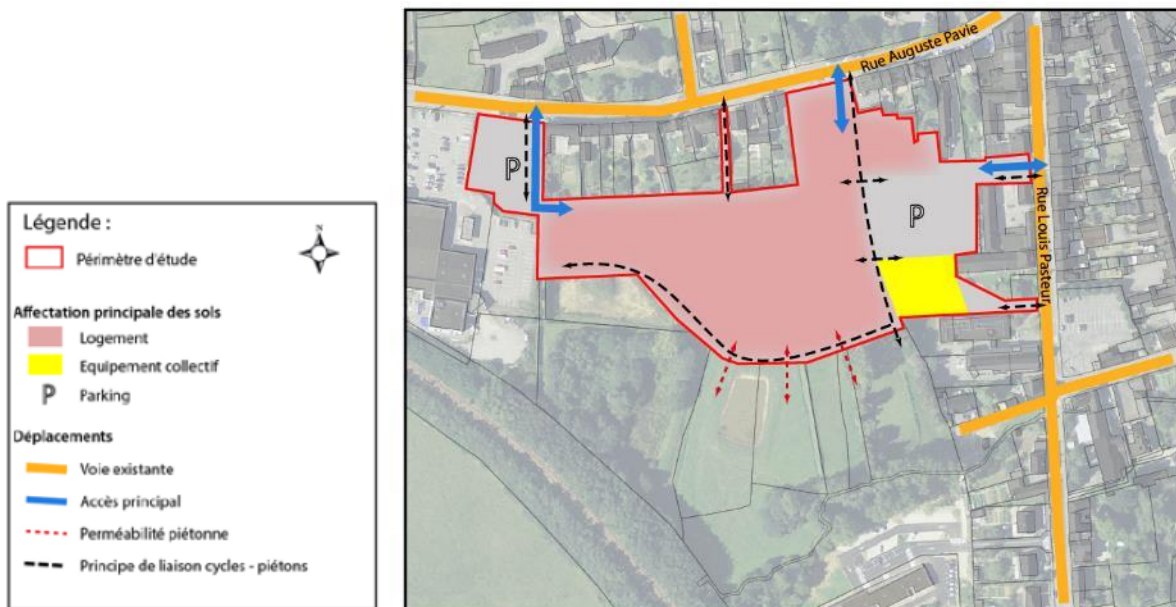 Légende :
N
Périmètre d'étude
Affectation principale des sols
Logement
Equipement collectif
P Parking
Déplacements
Voie existante
Accès principal
Perméabilité piétonne
Principe de liaison cycles - piétons
Rue Auguste Pavie
P
P
Rue Louis Pasteur